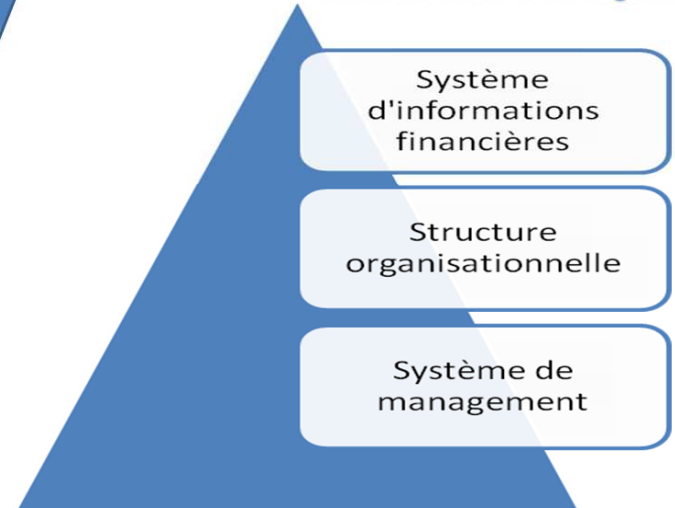 Système
d'informations
financières
Structure
organisationnelle
Système de
management